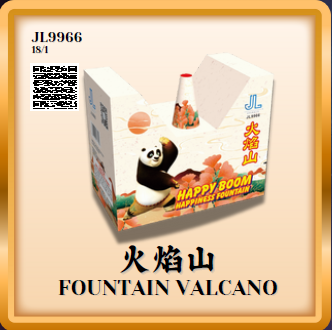 JL9966
18/1
JL
JL9966
火
焰
山
HAPPY BOOM
HAPPINESS FOUNTAIN
火焰山
FOUNTAIN VALCANO